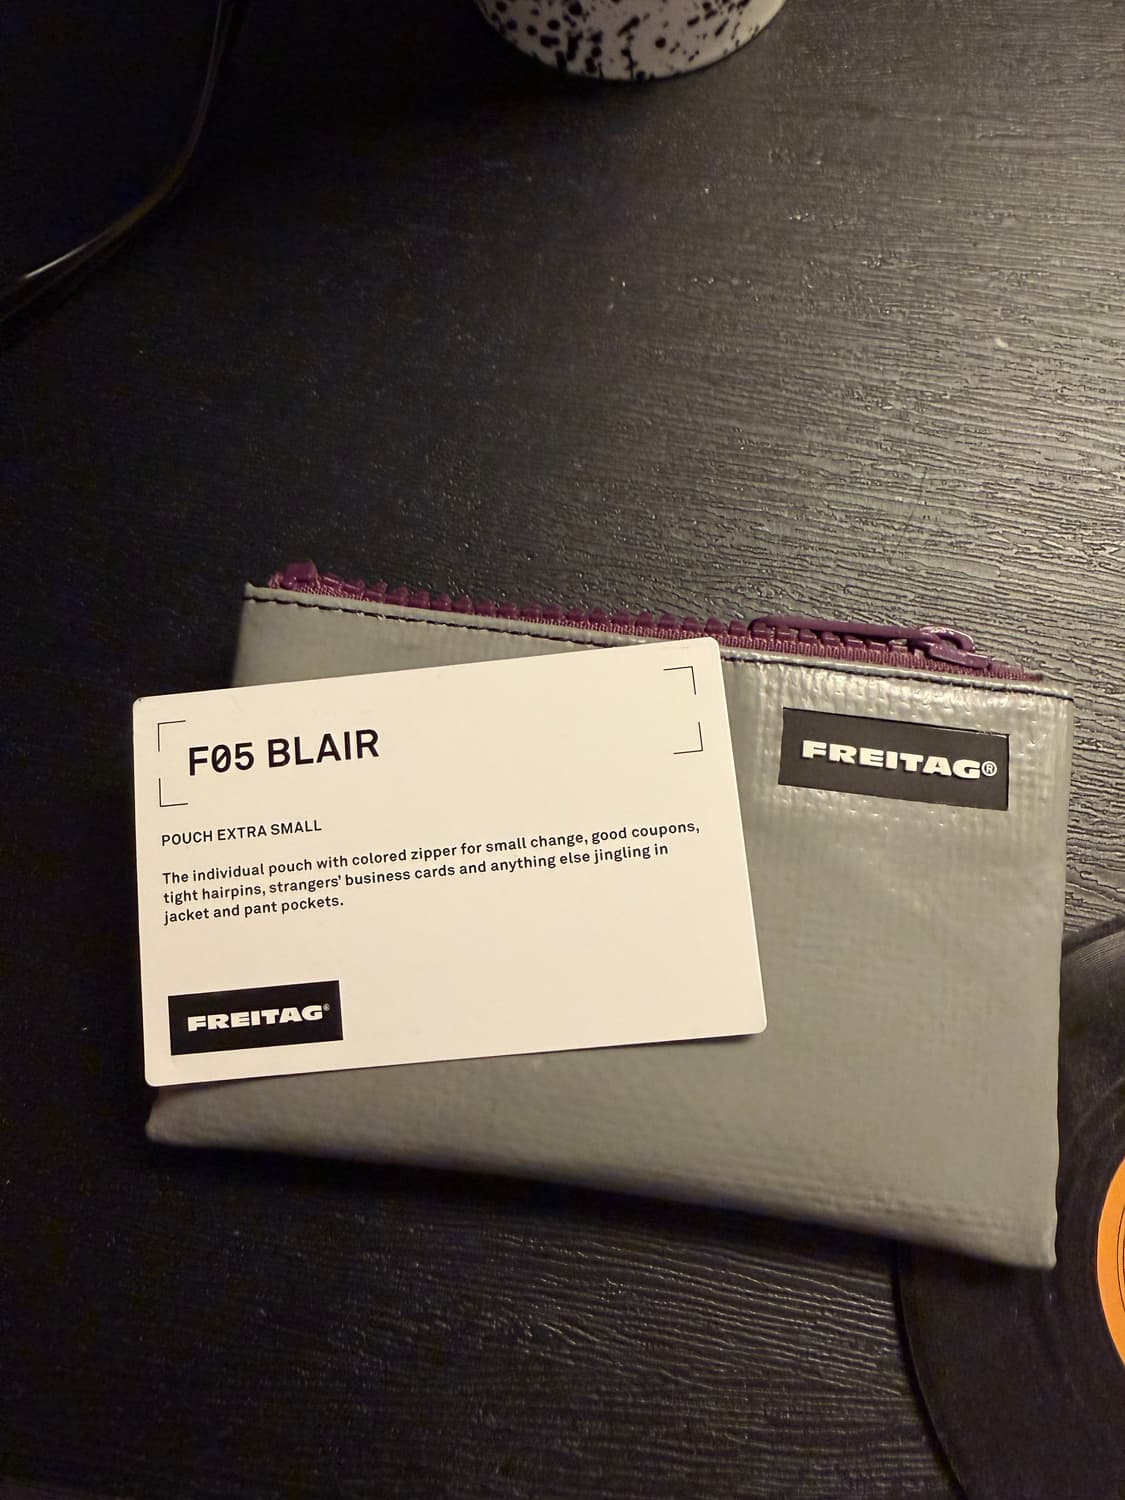 FREITAG®
F05 BLAIR
POUCH EXTRA SMALL
The individual pouch with colored zipper for small change, good coupons,
tight hairpins, strangers' business cards and anything else jingling in
jacket and pant pockets.
FREITAG®